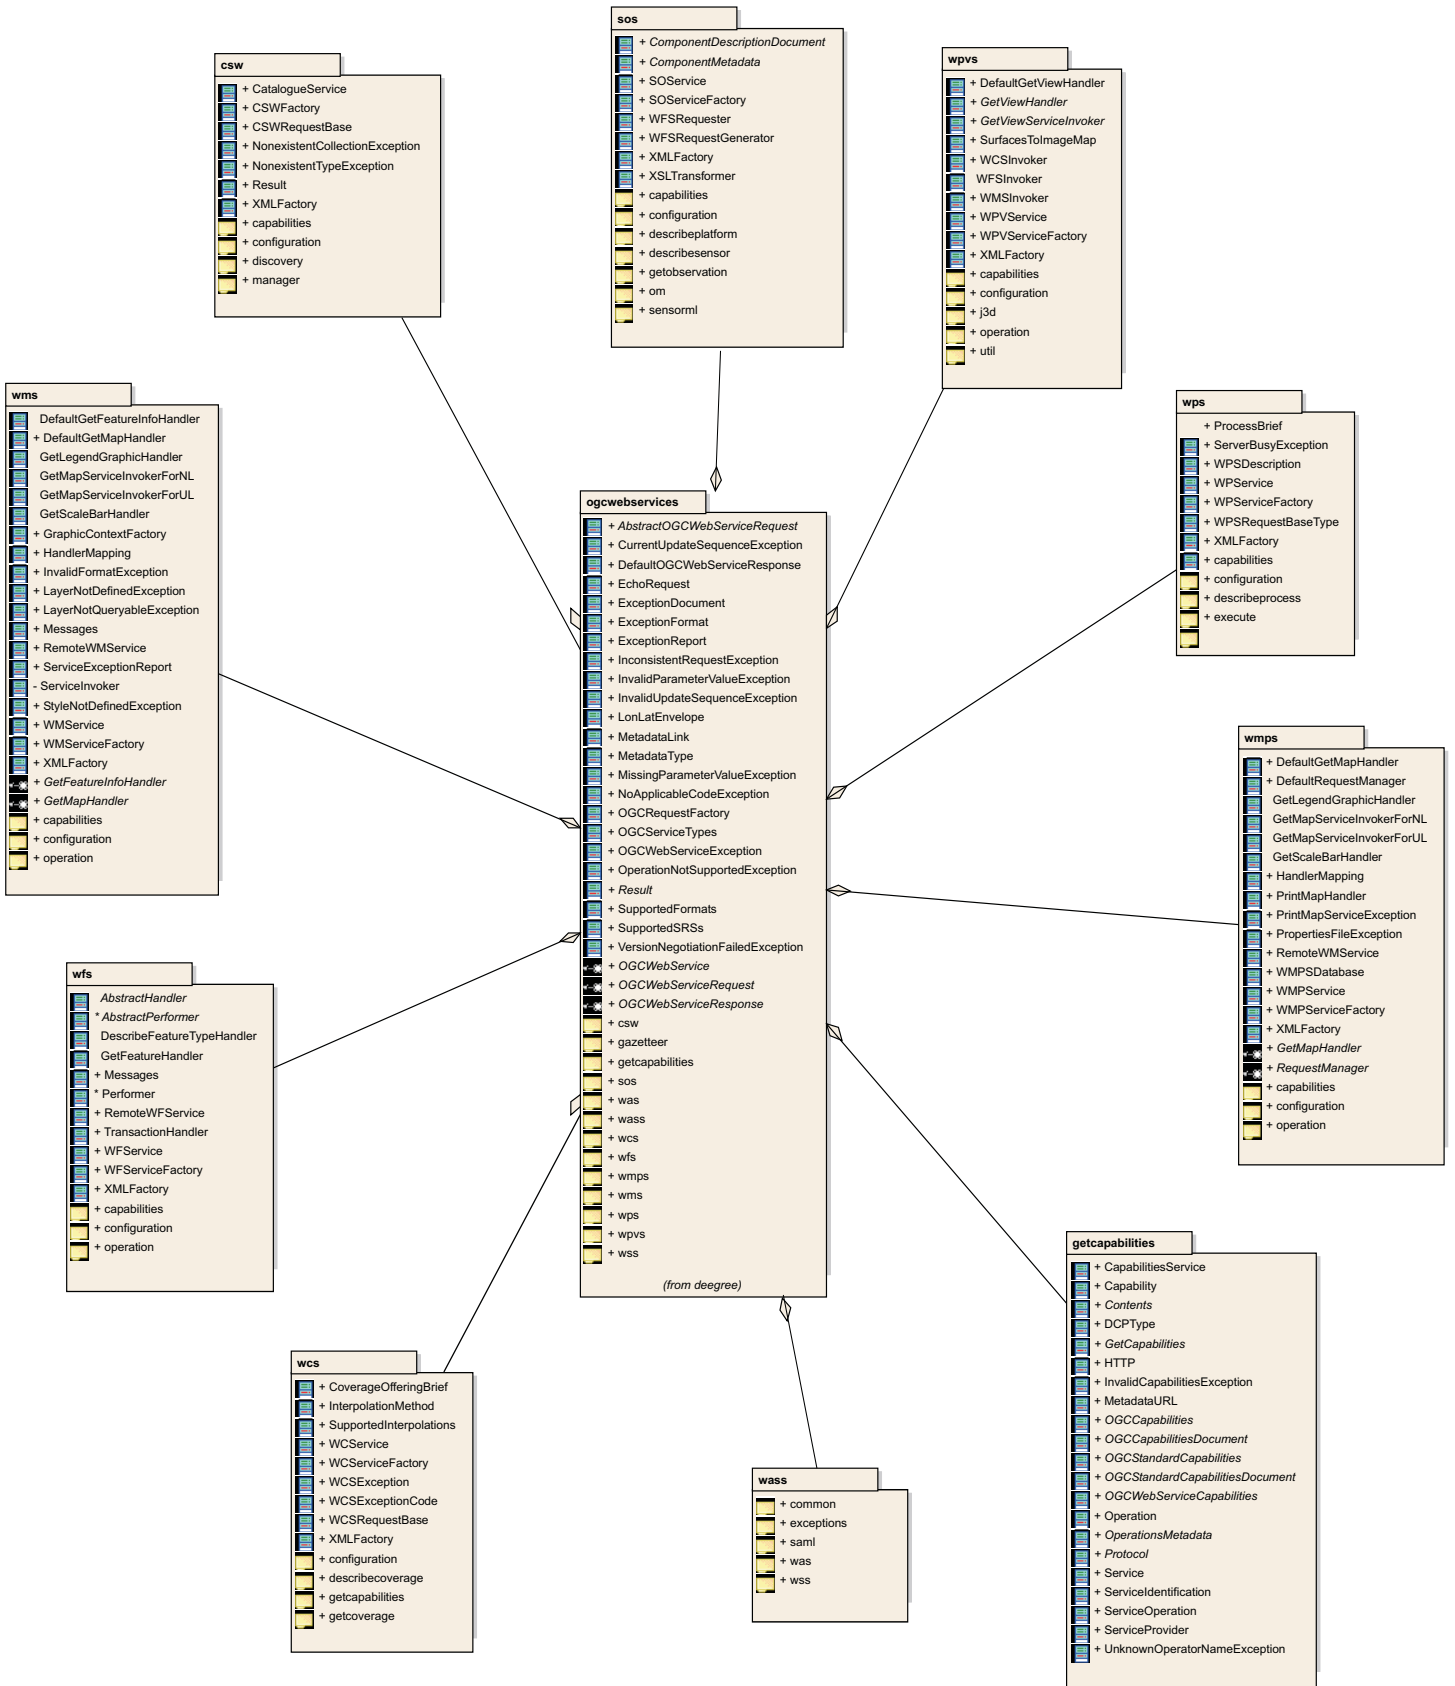 sos
+ ComponentDescriptionDocument
+ ComponentMetadata
+ SOService
+ SOServiceFactory
+ WFSRequester
+ WFSRequestGenerator
+ XMLFactory
+ XSLTransformer
+ capabilities
+ configuration
+ describeplatform
+ describesensor
+ getobservation
+ om
+ sensorml
csw
+ CatalogueService
+ CSWFactory
+ CSWRequestBase
+ NonexistentCollectionException
+ NonexistentTypeException
+ Result
+ XMLFactory
+ capabilities
+ configuration
+ discovery
+ manager
wpvs
+ DefaultGetViewHandler
+ GetViewHandler
+ GetViewServiceInvoker
+ SurfacesToImageMap
+ WCSInvoker
WFSInvoker
+ WMSInvoker
+ WPVService
+ WPVServiceFactory
+ XMLFactory
+ capabilities
+ configuration
+ j3d
+ operation
+ util
wms
DefaultGetFeatureInfoHandler
+ DefaultGetMapHandler
GetLegendGraphicHandler
GetMapServiceInvokerForNL
GetMapServiceInvokerForUL
GetScaleBarHandler
+ GraphicContextFactory
+ HandlerMapping
+ InvalidFormatException
+ LayerNotDefinedException
+ LayerNotQueryableException
+ Messages
+ RemoteWMService
+ ServiceExceptionReport
- ServiceInvoker
+ StyleNotDefinedException
+ WMService
+ WMServiceFactory
+ XMLFactory
+ GetFeatureInfoHandler
+ GetMapHandler
+ capabilities
+ configuration
+ operation
wps
+ ProcessBrief
+ ServerBusyException
+ WPSDescription
+ WPService
+ WPServiceFactory
+ WPSRequestBaseType
+ XMLFactory
+ capabilities
+ configuration
+ describeprocess
+ execute
ogcwebservices
+ AbstractOGCWebServiceRequest
+ CurrentUpdateSequenceException
+ DefaultOGCWebServiceResponse
+ EchoRequest
+ ExceptionDocument
+ ExceptionFormat
+ ExceptionReport
+ InconsistentRequestException
+ InvalidParameterValueException
+ InvalidUpdateSequenceException
+ LonLatEnvelope
+ MetadataLink
+ MetadataType
+ MissingParameterValueException
+ NoApplicableCodeException
+ OGCRequestFactory
+ OGCServiceTypes
+ OGCWebServiceException
+ OperationNotSupportedException
+ Result
+ SupportedFormats
+ SupportedSRSs
+ VersionNegotiationFailedException
+ OGCWebService
+ OGCWebServiceRequest
+ OGCWebServiceResponse
+ csw
+ gazetteer
+ getcapabilities
+ sos
+ was
+ wass
+ wcs
+ wfs
+ wmps
+ wms
+ wps
+ wpvs
+ wss
(from deegree)
wmps
+ DefaultGetMapHandler
+ DefaultRequestManager
GetLegendGraphicHandler
GetMapServiceInvokerForNL
GetMapServiceInvokerForUL
GetScaleBarHandler
+ HandlerMapping
+ PrintMapHandler
+ PrintMapServiceException
+ PropertiesFileException
+ RemoteWMService
+ WMPSDatabase
+ WMPService
+ WMPServiceFactory
+ XMLFactory
+ GetMapHandler
+ RequestManager
+ capabilities
+ configuration
+ operation
wfs
AbstractHandler
* AbstractPerformer
DescribeFeatureTypeHandler
GetFeatureHandler
+ Messages
* Performer
+ RemoteWFService
+ TransactionHandler
+ WFService
+ WFServiceFactory
+ XMLFactory
+ capabilities
+ configuration
+ operation
getcapabilities
+ CapabilitiesService
+ Capability
+ Contents
+ DCPType
+ GetCapabilities
+ HTTP
+ InvalidCapabilitiesException
+ MetadataURL
+ OGCCapabilities
+ OGCCapabilitiesDocument
+ OGCStandardCapabilities
+ OGCStandardCapabilitiesDocument
+ OGCWebServiceCapabilities
+ Operation
+ OperationsMetadata
+ Protocol
+ Service
+ ServiceIdentification
+ ServiceOperation
+ ServiceProvider
+ UnknownOperatorNameException
wcs
+ CoverageOfferingBrief
+ InterpolationMethod
+ SupportedInterpolations
+ WCService
+ WCServiceFactory
+ WCSException
+ WCSExceptionCode
+ WCSRequestBase
+ XMLFactory
+ configuration
+ describecoverage
+ getcapabilities
+ getcoverage
wass
+ common
+ exceptions
+ saml
+ was
+ wss